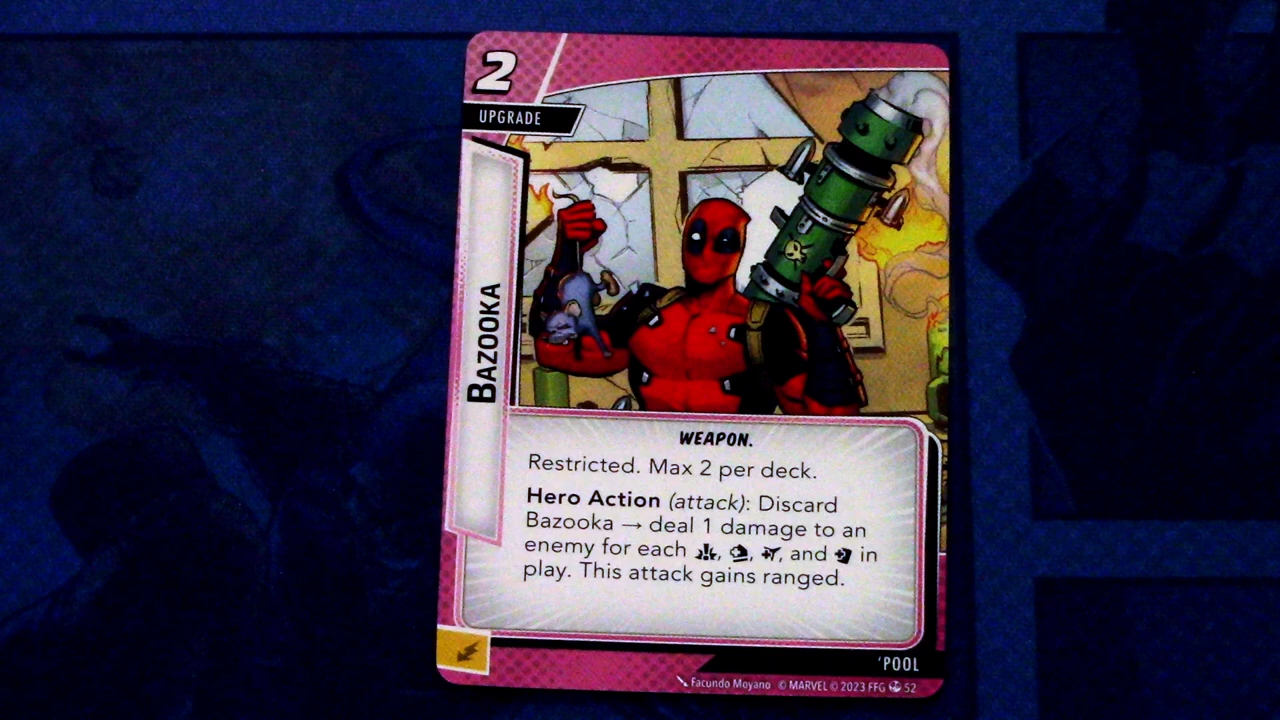 2
UPGRADE
BAZOOKA
WEAPON.
Restricted. Max 2 per deck.
Hero Action (attack): Discard
Bazooka → deal 1 damage to an
enemy for each , , , and in
play. This attack gains ranged.
'POOL
Facundo Moyano © MARVEL © 2023 FFG 52